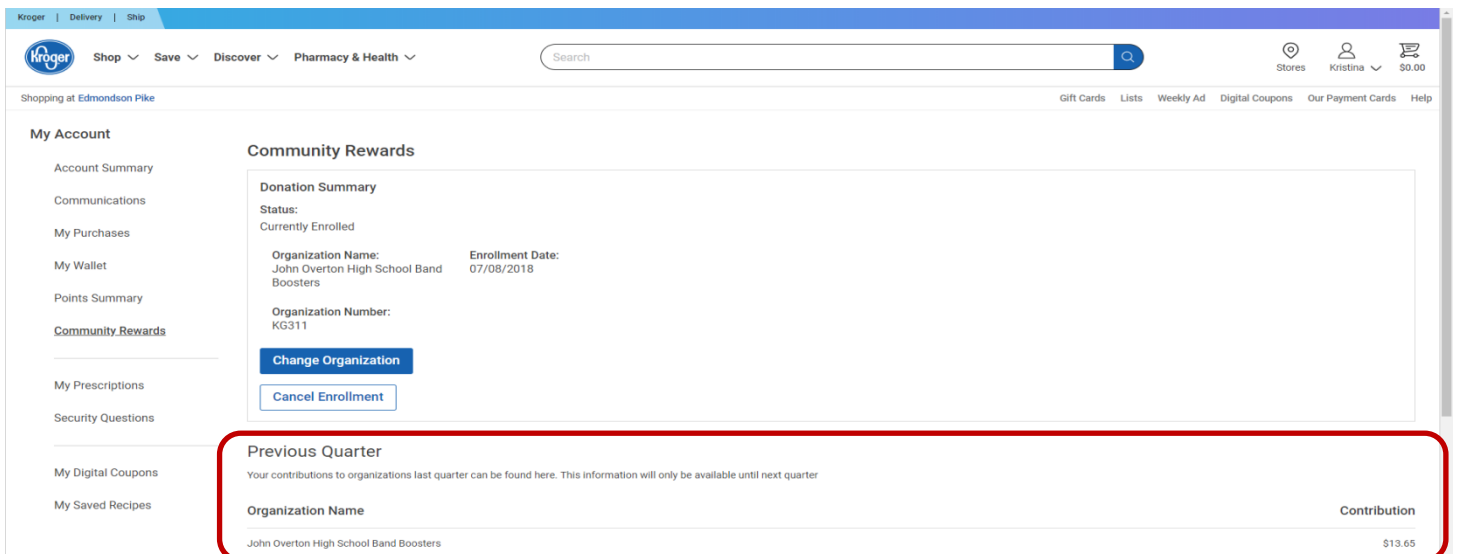 Kroger | Delivery | Ship
Kroger Shop Save Discover Pharmacy & Health Search Stores Kristina $0.00
Shopping at Edmondson Pike Gift Cards Lists Weekly Ad Digital Coupons Our Payment Cards Help
My Account
Account Summary
Communications
My Purchases
My Wallet
Points Summary
Community Rewards
My Prescriptions
Security Questions
My Digital Coupons
My Saved Recipes
Community Rewards
Donation Summary
Status:
Currently Enrolled
Organization Name:
John Overton High School Band
Boosters
Enrollment Date:
07/08/2018
Organization Number:
KG311
Change Organization
Cancel Enrollment
Previous Quarter
Your contributions to organizations last quarter can be found here. This information will only be available until next quarter
Organization Name Contribution
John Overton High School Band Boosters $13.65